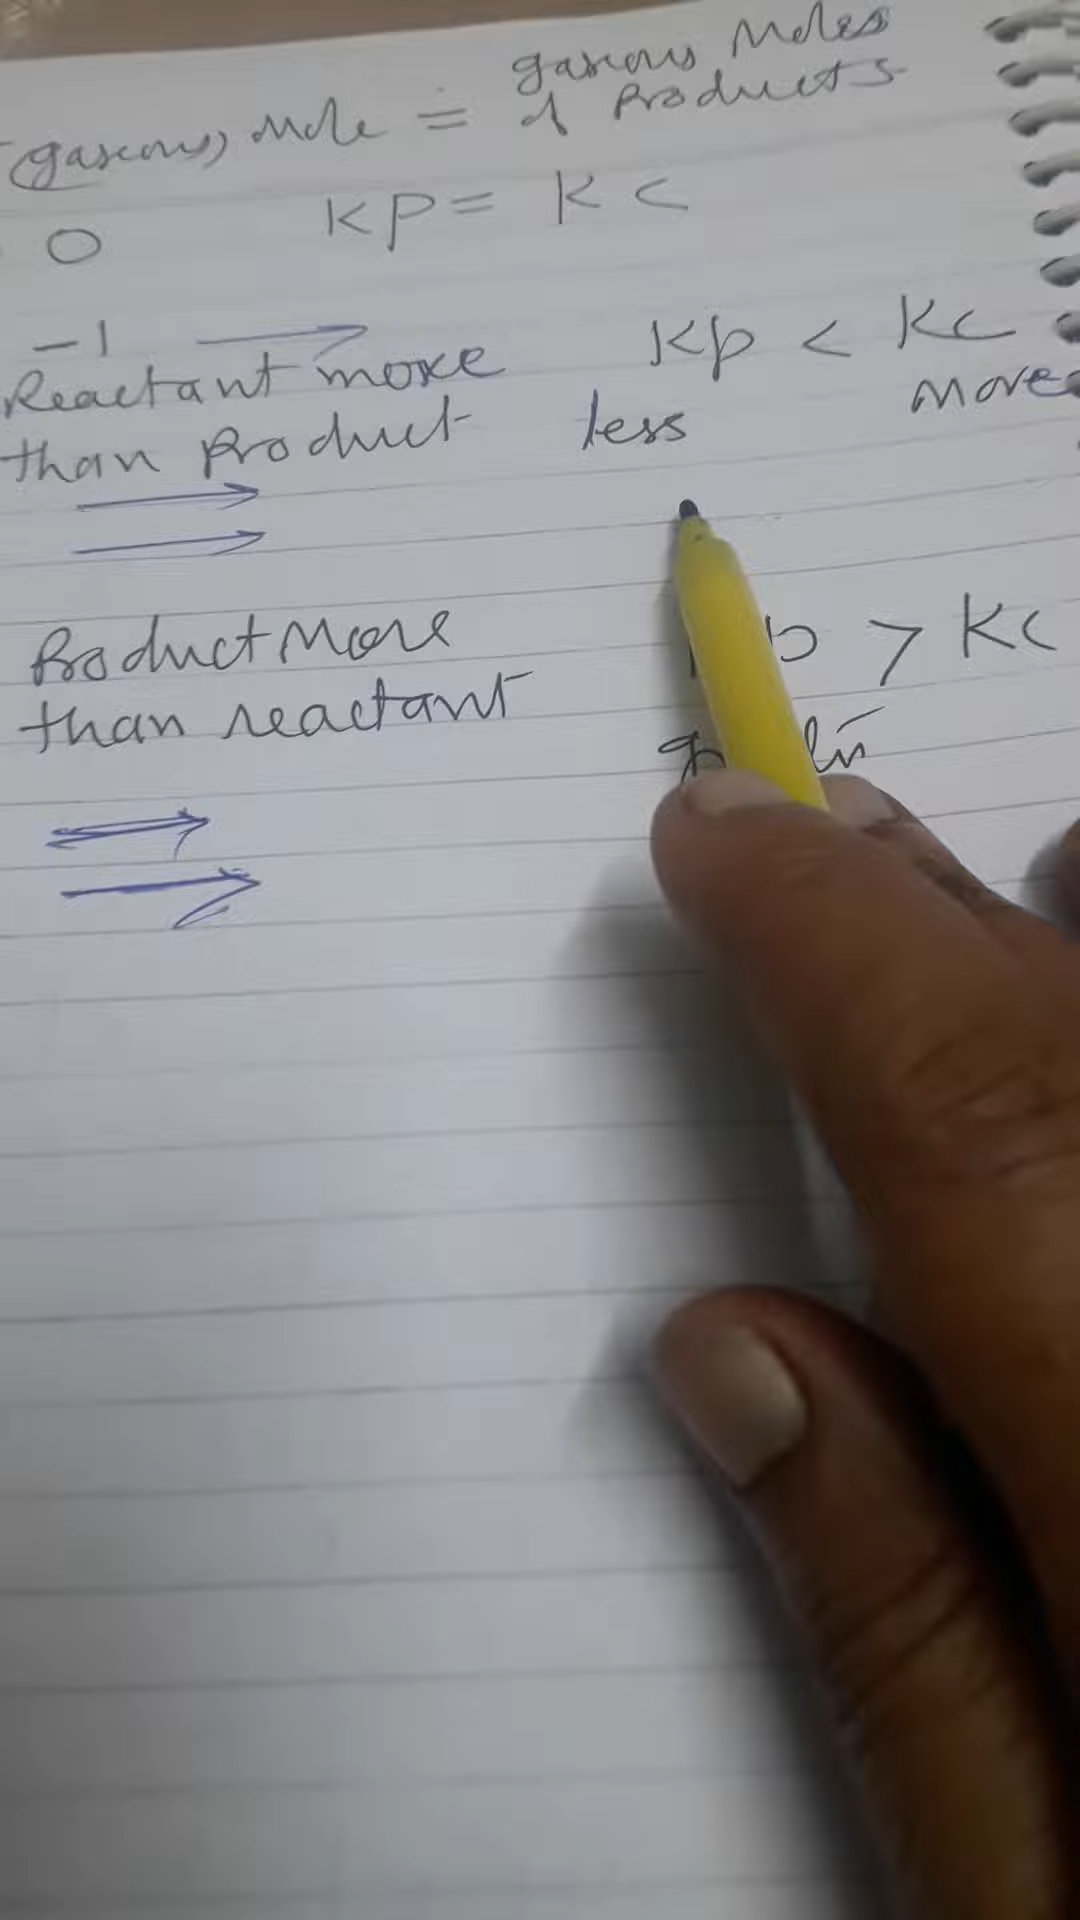 gaseous Moles
(gaseous) Mole = of Products
0 KP = KC
-1 Kp < KC
Reactant more less more
than Product
Product More p > KC
than reactant